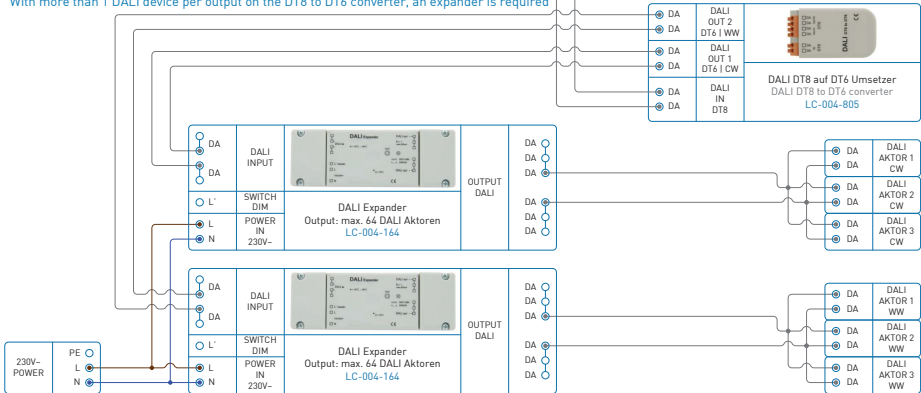 With more than 1 DALI device per output on the DT8 to DT6 converter, an expander is required
DA
DA
DALI
OUT 2
DT6 | WW
DA
DA
DALI
OUT 1
DT6 | CW
DA
DA
DALI
IN
DT8
DALI DT8 auf DT6 Umsetzer
DALI DT8 to DT6 converter
LC-004-805
DA
DA
DALI
INPUT
L'
SWITCH
DIM
L
N
POWER
IN
230V~
DALI Expander
DALI Expander
Output: max. 64 DALI Aktoren
LC-004-164
OUTPUT
DALI
DA
DA
DA
DA
DA
DA
DA
DA
DALI
AKTOR 1
CW
DA
DA
DALI
AKTOR 2
CW
DA
DA
DALI
AKTOR 3
CW
DA
DA
DALI
INPUT
L'
SWITCH
DIM
L
N
POWER
IN
230V~
DALI Expander
DALI Expander
Output: max. 64 DALI Aktoren
LC-004-164
OUTPUT
DALI
DA
DA
DA
DA
DA
DA
DA
DA
DALI
AKTOR 1
WW
DA
DA
DALI
AKTOR 2
WW
DA
DA
DALI
AKTOR 3
WW
230V~
POWER
PE
L
N